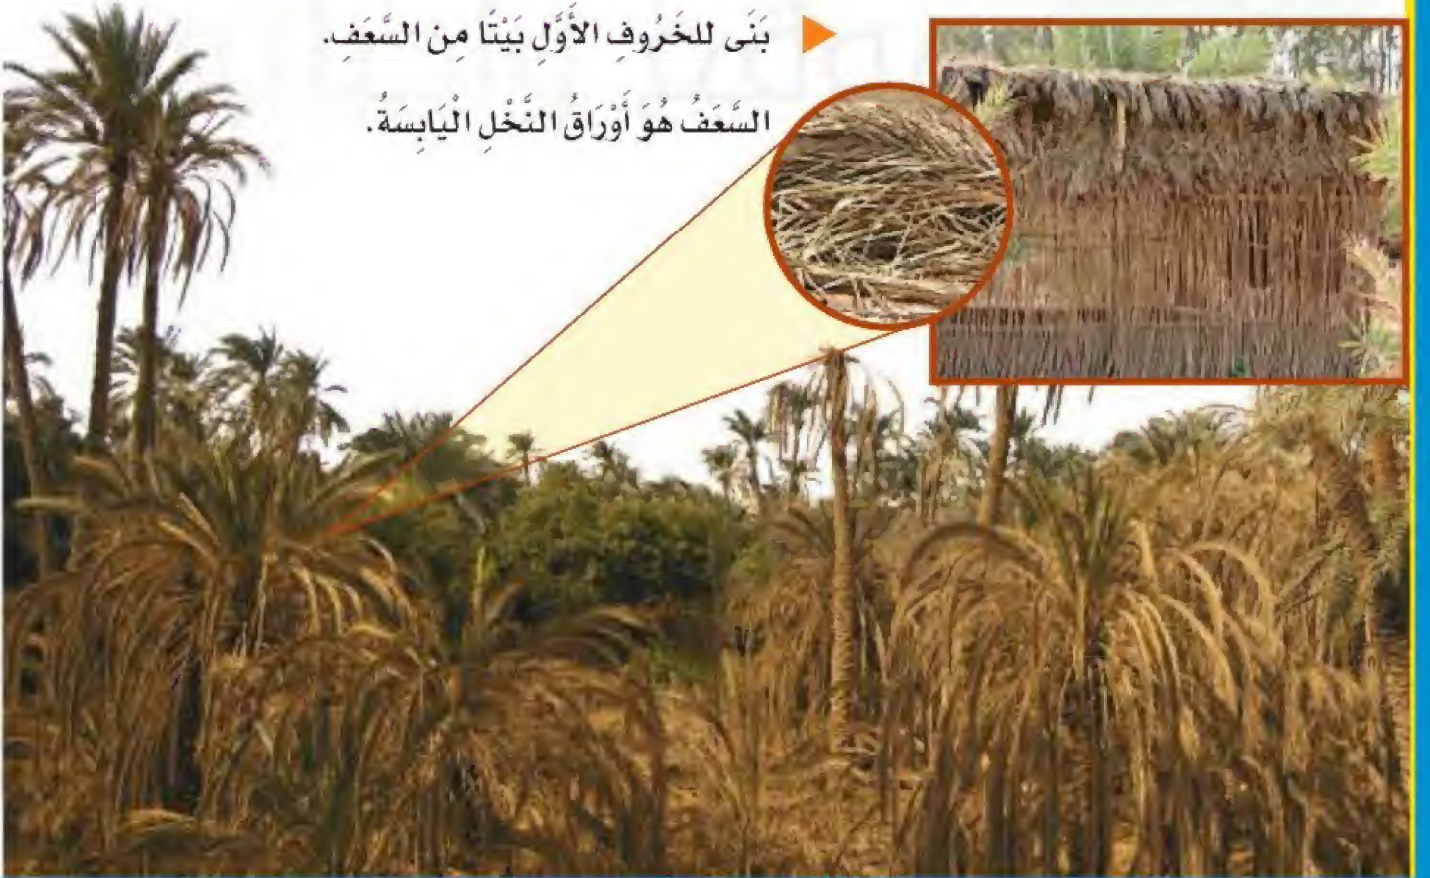 بَنَى للخَرُوفِ الأَوَّلِ بَيْتًا مِن السَّعَفِ.
السَّعَفُ هُوَ أَوْرَاقُ النَّخْلِ الْيَابِسَةُ.